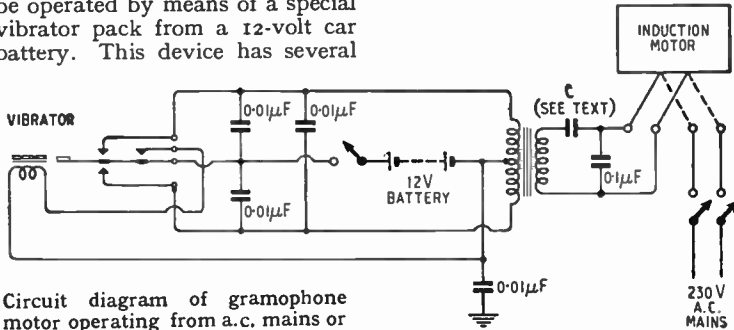 be operated by means of a special
vibrator pack from a 12-volt car
battery. This device has several
INDUCTION
MOTOR
VIBRATOR
0·01µF
0·01µF
C
(SEE TEXT)
12V
BATTERY
0·1µF
0·01µF
0·01µF
230 V
A.C.
MAINS
Circuit diagram of gramophone
motor operating from a.c. mains or